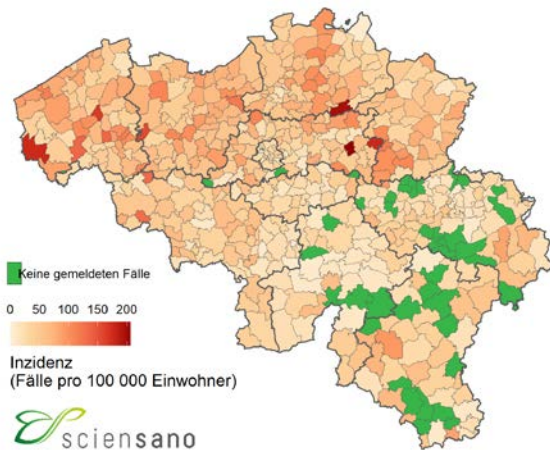 Keine gemeldeten Fälle
0 50 100 150 200
Inzidenz
(Fälle pro 100 000 Einwohner)
sciensano